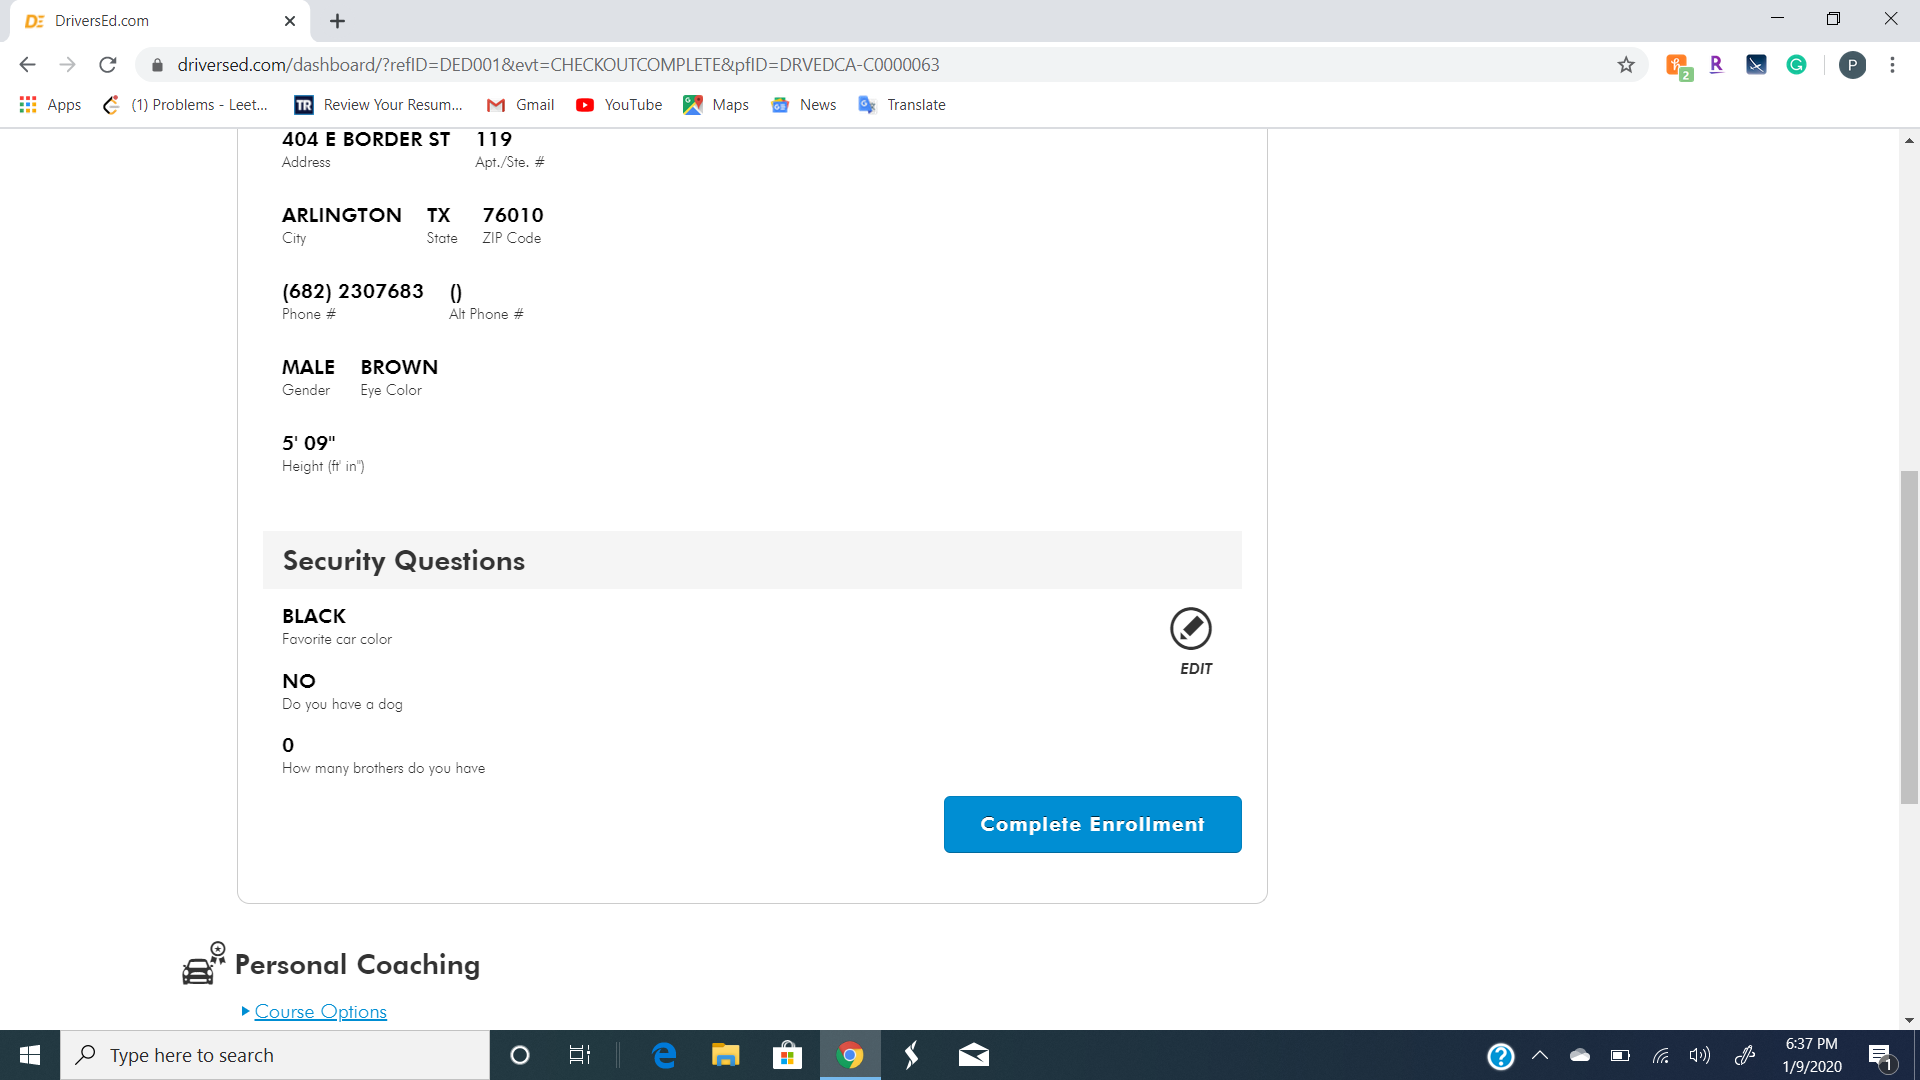 DriversEd.com
driversed.com/dashboard/?refID=DED001&evt=CHECKOUTCOMPLETE&pfID=DRVEDCA-C0000063
2
P
Apps (1) Problems - Leet... TR Review Your Resum... Gmail YouTube Maps News Translate
404 E BORDER ST 119
Address Apt./Ste. #
ARLINGTON TX 76010
City State ZIP Code
(682) 2307683 ()
Phone # Alt Phone #
MALE BROWN
Gender Eye Color
5' 09"
Height (ft' in")
Security Questions
BLACK
Favorite car color
EDIT
NO
Do you have a dog
0
How many brothers do you have
Complete Enrollment
Personal Coaching
Course Options
Type here to search
6:37 PM
1/9/2020
1